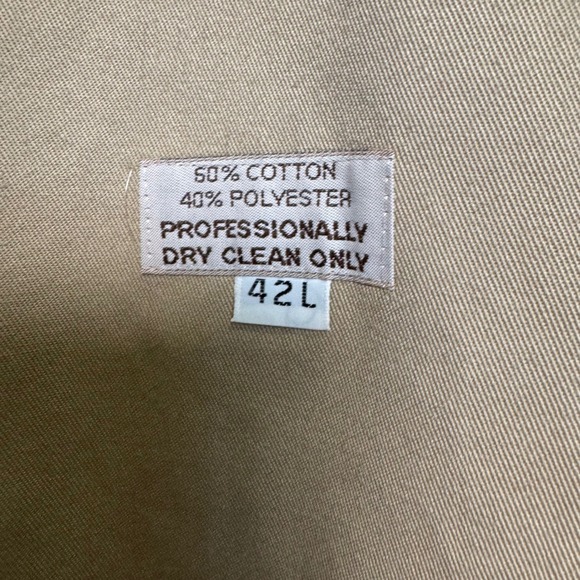 60% COTTON
40% POLYESTER
PROFESSIONALLY
DRY CLEAN ONLY
42L